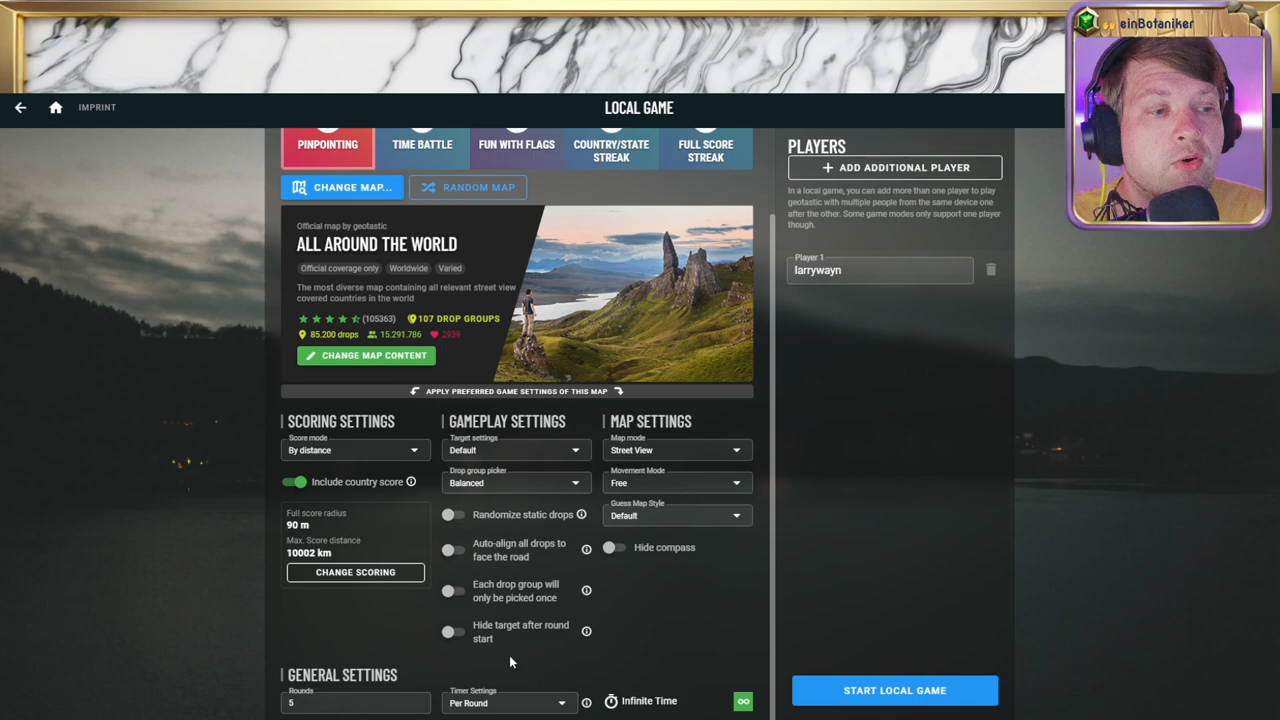 einBotaniker
IMPRINT
LOCAL GAME
PINPOINTING
TIME BATTLE
FUN WITH FLAGS
COUNTRY/STATE
STREAK
FULL SCORE
STREAK
CHANGE MAP...
RANDOM MAP
Official map by geotastic
ALL AROUND THE WORLD
Official coverage only
Worldwide
Varied
The most diverse map containing all relevant street view
covered countries in the world
(105363)
107 DROP GROUPS
85.200 drops
15.291.786
2939
CHANGE MAP CONTENT
APPLY PREFERRED GAME SETTINGS OF THIS MAP
SCORING SETTINGS
Score mode
By distance
Include country score
Full score radius
90 m
Max. Score distance
10002 km
CHANGE SCORING
GAMEPLAY SETTINGS
Target settings
Default
Drop group picker
Balanced
Randomize static drops
Auto-align all drops to
face the road
Each drop group will
only be picked once
Hide target after round
start
MAP SETTINGS
Map mode
Street View
Movement Mode
Free
Guess Map Style
Default
Hide compass
GENERAL SETTINGS
Rounds
5
Timer Settings
Per Round
Infinite Time
PLAYERS
+ ADD ADDITIONAL PLAYER
In a local game, you can add more than one player to play
geotastic with multiple people from the same device one
after the other. Some game modes only support one player
though.
Player 1
larrywayn
START LOCAL GAME